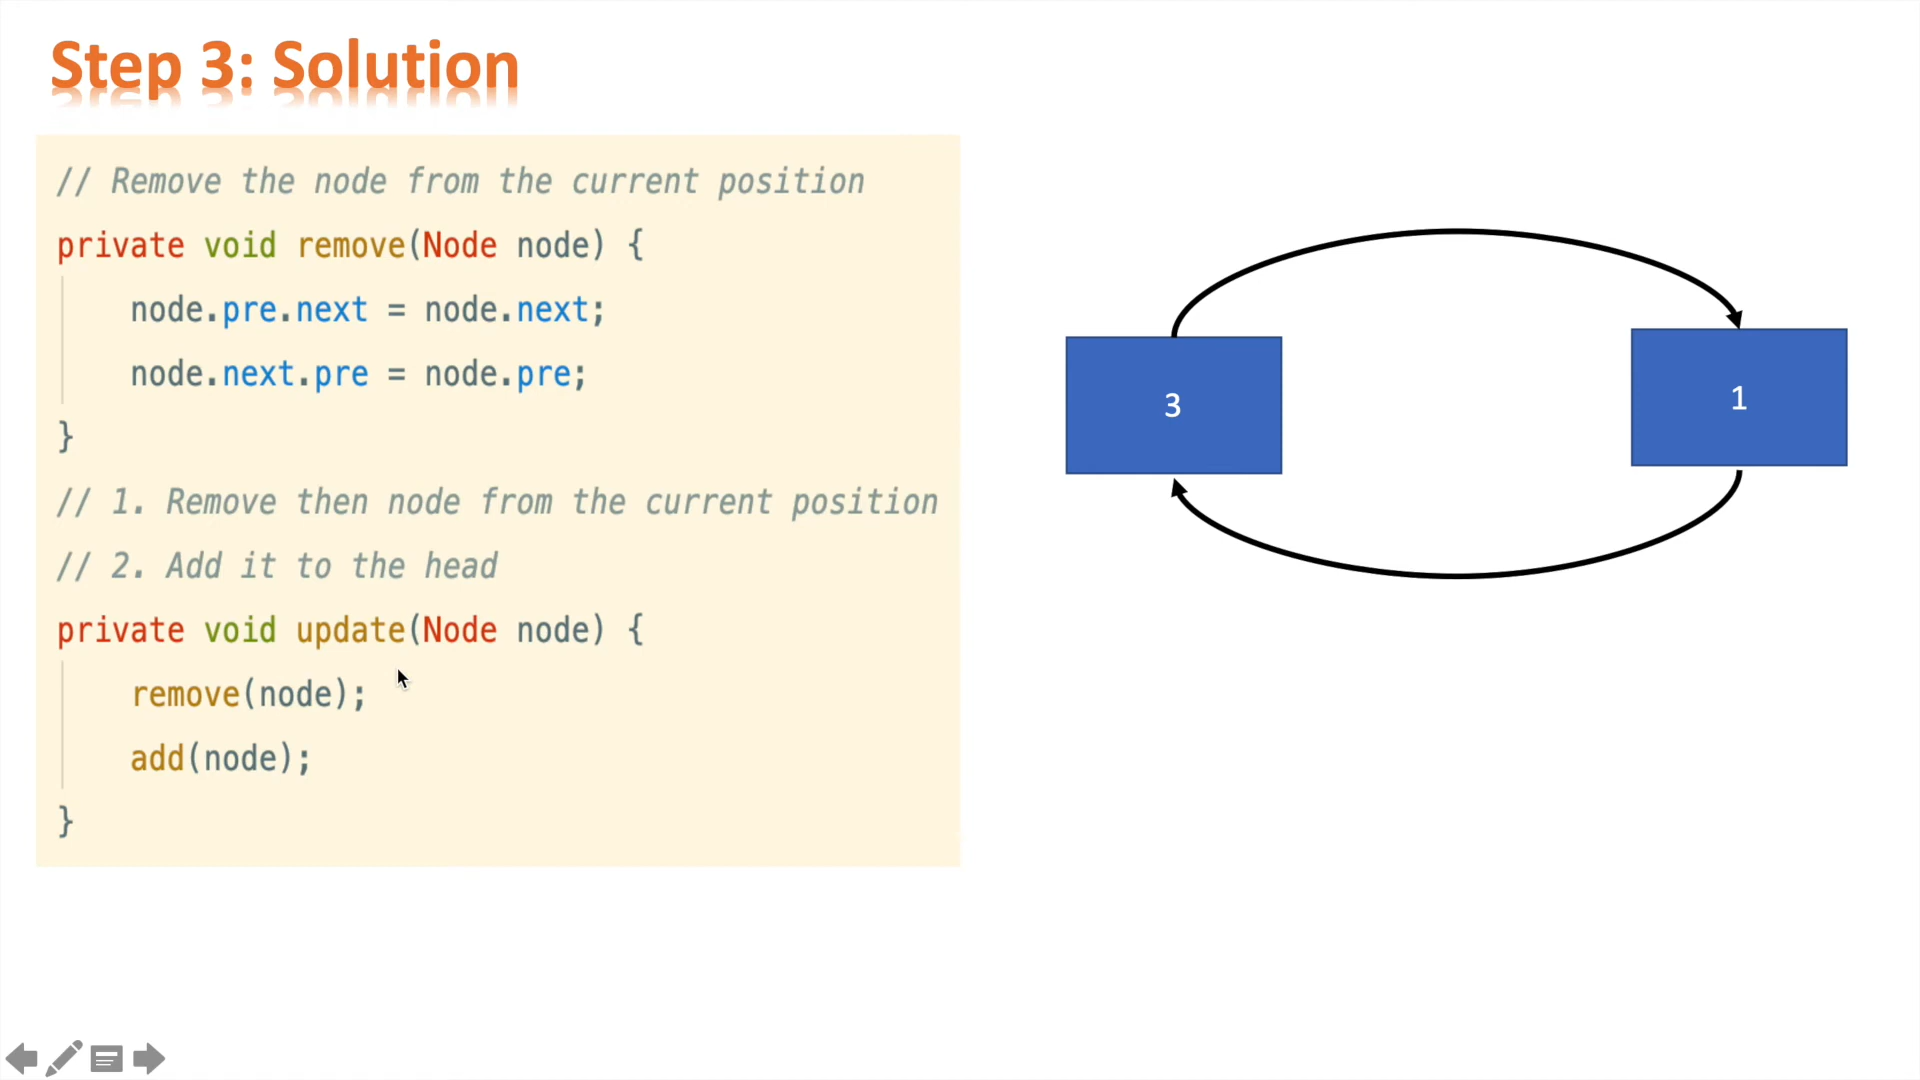 Step 3: Solution
// Remove the node from the current position
private void remove(Node node) {
node.pre.next = node.next;
node.next.pre = node.pre;
}
// 1. Remove then node from the current position
// 2. Add it to the head
private void update(Node node) {
remove(node);
add(node);
}
3
1